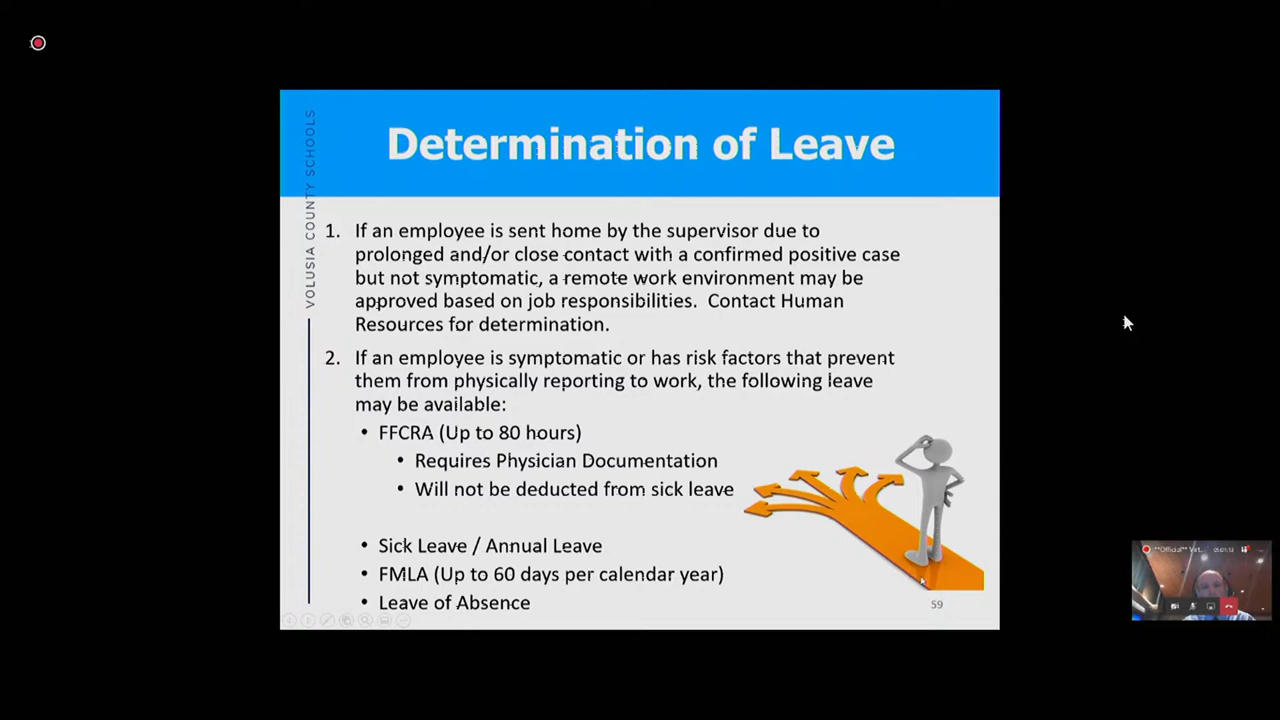 Determination of Leave
VOLUSIA COUNTY SCHOOLS
1. If an employee is sent home by the supervisor due to
prolonged and/or close contact with a confirmed positive case
but not symptomatic, a remote work environment may be
approved based on job responsibilities. Contact Human
Resources for determination.
2. If an employee is symptomatic or has risk factors that prevent
them from physically reporting to work, the following leave
may be available:
• FFCRA (Up to 80 hours)
• Requires Physician Documentation
• Will not be deducted from sick leave
• Sick Leave / Annual Leave
• FMLA (Up to 60 days per calendar year)
• Leave of Absence
59